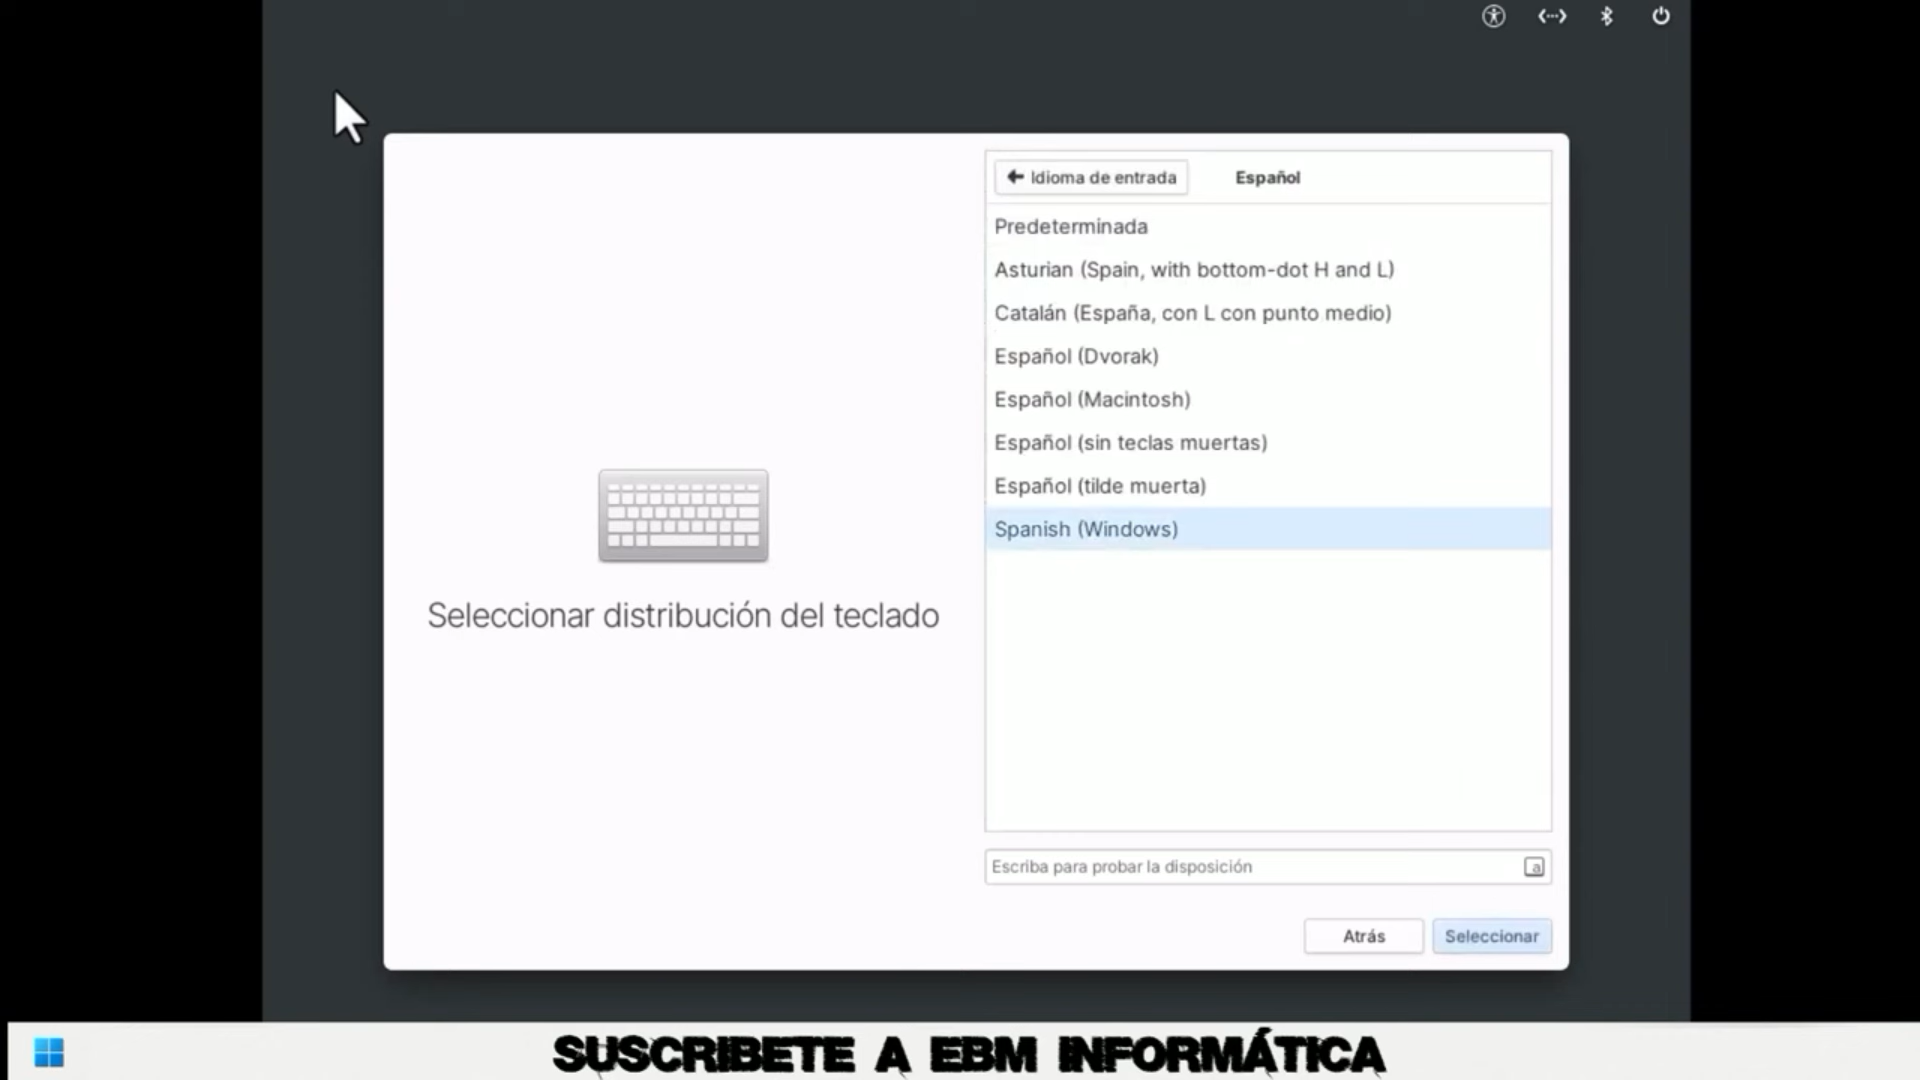 Idioma de entrada
Español
Predeterminada
Asturian (Spain, with bottom-dot H and L)
Catalán (España, con L con punto medio)
Español (Dvorak)
Español (Macintosh)
Español (sin teclas muertas)
Español (tilde muerta)
Spanish (Windows)
Seleccionar distribución del teclado
Escriba para probar la disposición
a
Atrás
Seleccionar
SUSCRIBETE A EBM INFORMÁTICA